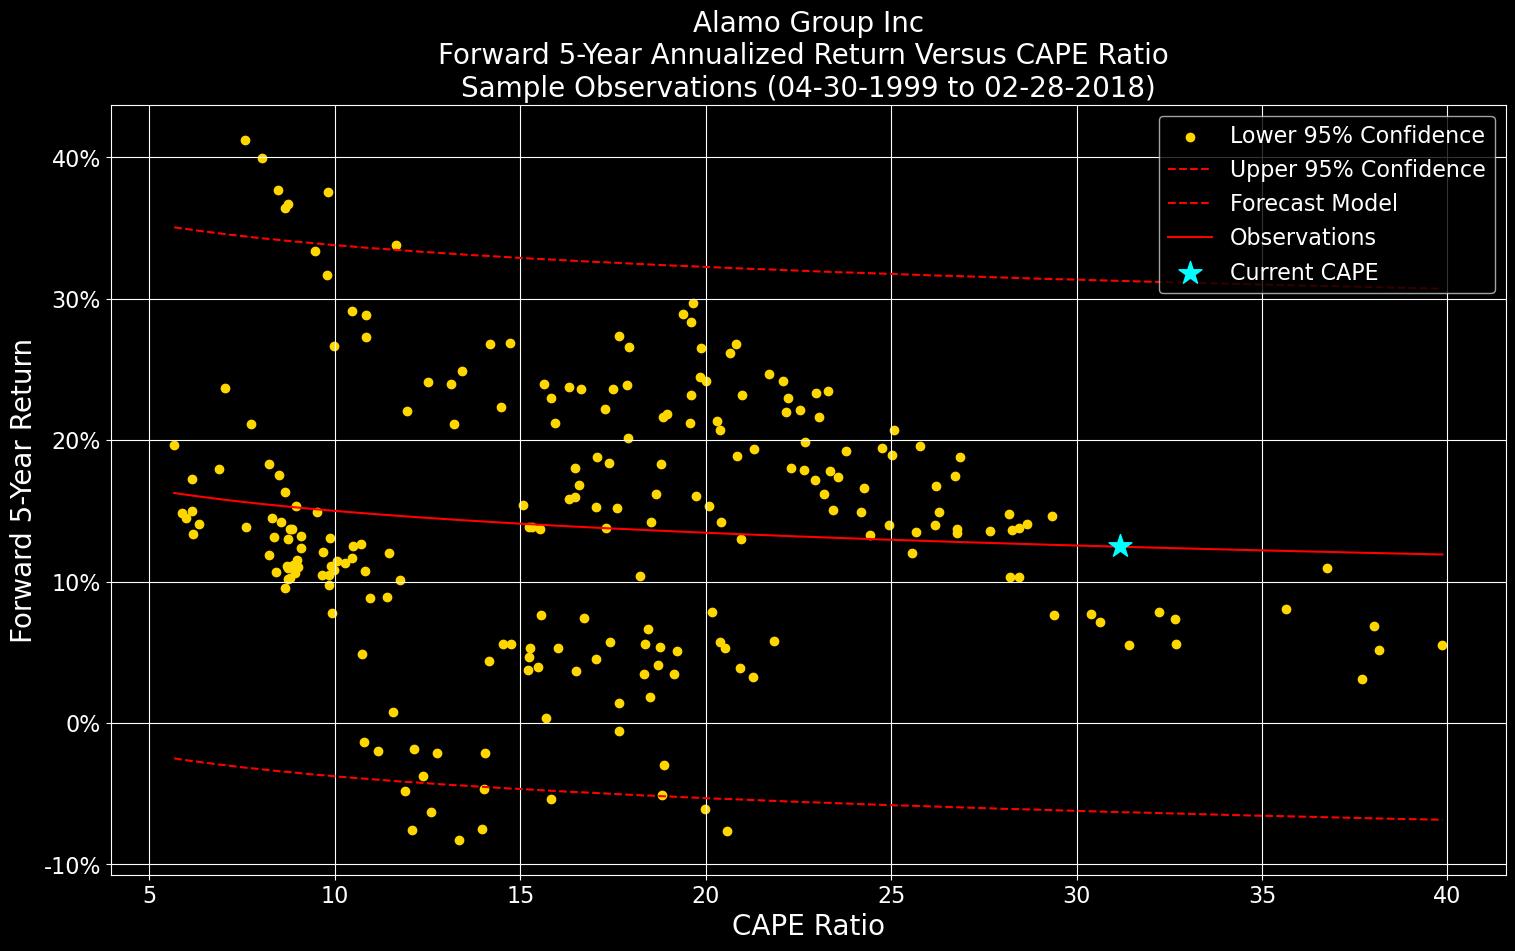 Alamo Group Inc
Forward 5-Year Annualized Return Versus CAPE Ratio
Sample Observations (04-30-1999 to 02-28-2018)
Lower 95% Confidence
Upper 95% Confidence
Forecast Model
Observations
Current CAPE
Forward 5-Year Return
40%
30%
20%
10%
0%
-10%
5 10 15 20 25 30 35 40
CAPE Ratio